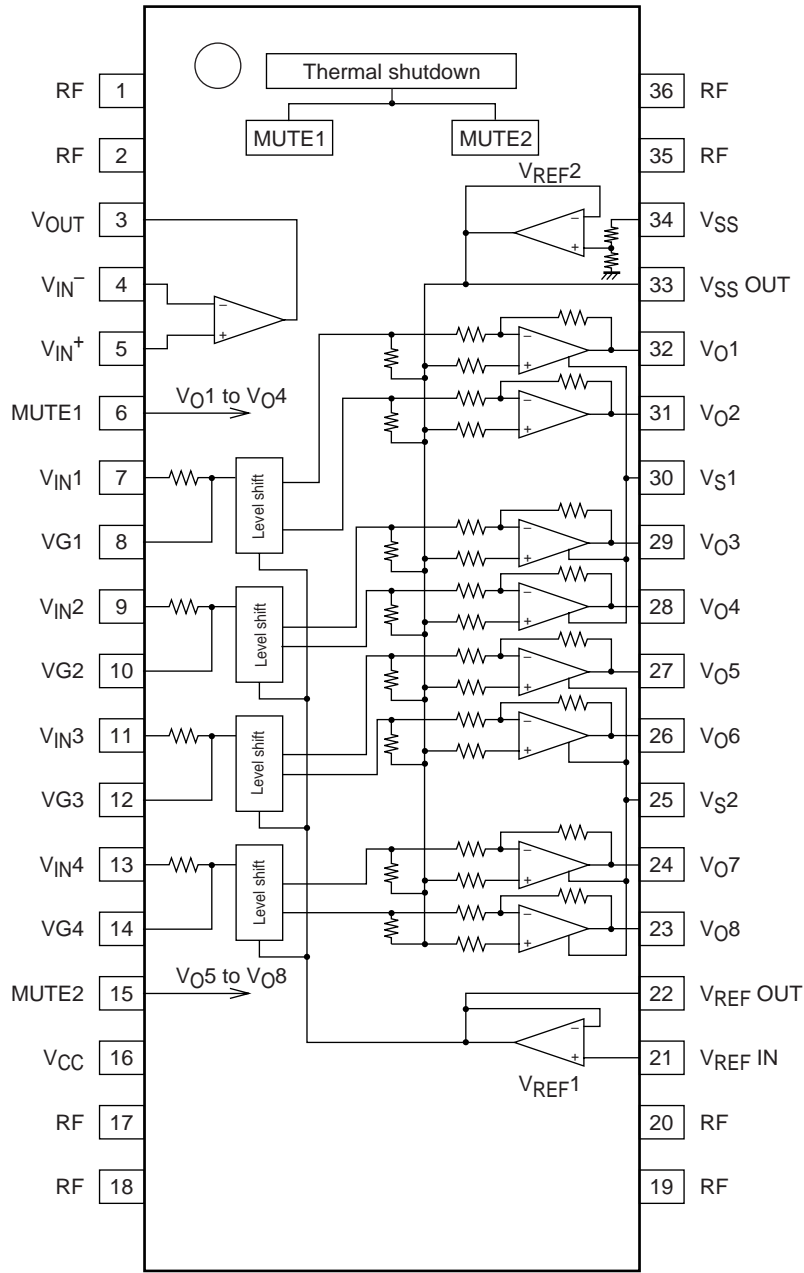 Thermal shutdown
MUTE1
MUTE2
RF 1
RF 2
VOUT 3
VIN− 4
VIN+ 5
MUTE1 6
VO1 to VO4
VIN1 7
VG1 8
VIN2 9
VG2 10
VIN3 11
VG3 12
VIN4 13
VG4 14
MUTE2 15
VO5 to VO8
VCC 16
RF 17
RF 18
Level shift
Level shift
Level shift
Level shift
VREF2
− +
− +
− +
− +
− +
− +
− +
− +
− +
− +
− +
VREF1
36 RF
35 RF
34 VSS
33 VSS OUT
32 VO1
31 VO2
30 VS1
29 VO3
28 VO4
27 VO5
26 VO6
25 VS2
24 VO7
23 VO8
22 VREF OUT
21 VREF IN
20 RF
19 RF